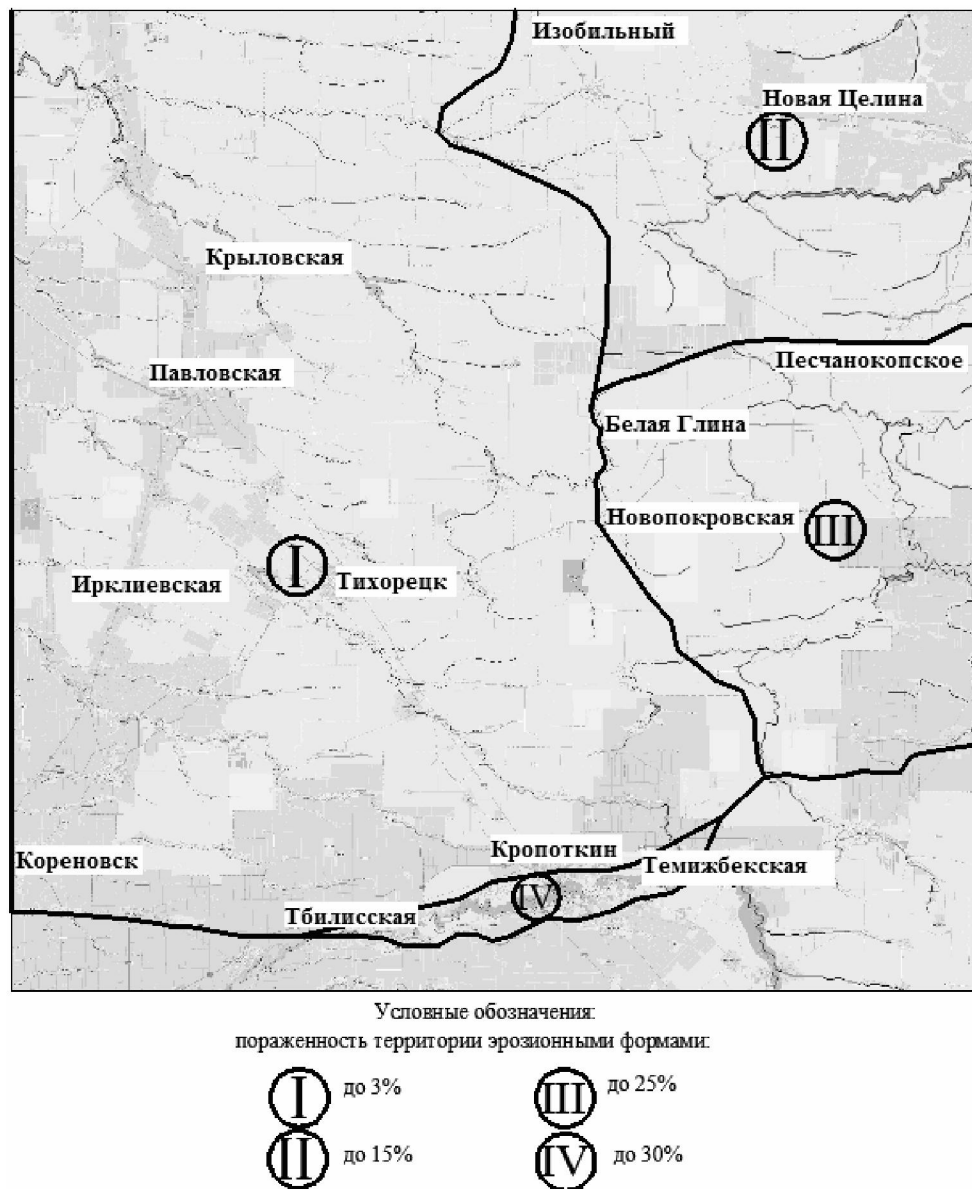 Изобильный
Новая Целина
II
Крыловская
Песчанокопское
Павловская
Белая Глина
Новопокровская
III
I
Тихорецк
Ирклиевская
Кропоткин
Кореновск
Темижбекская
IV
Тбилисская
Условные обозначения:
пораженность территории эрозионными формами:
I до 3%
III до 25%
II до 15%
IV до 30%